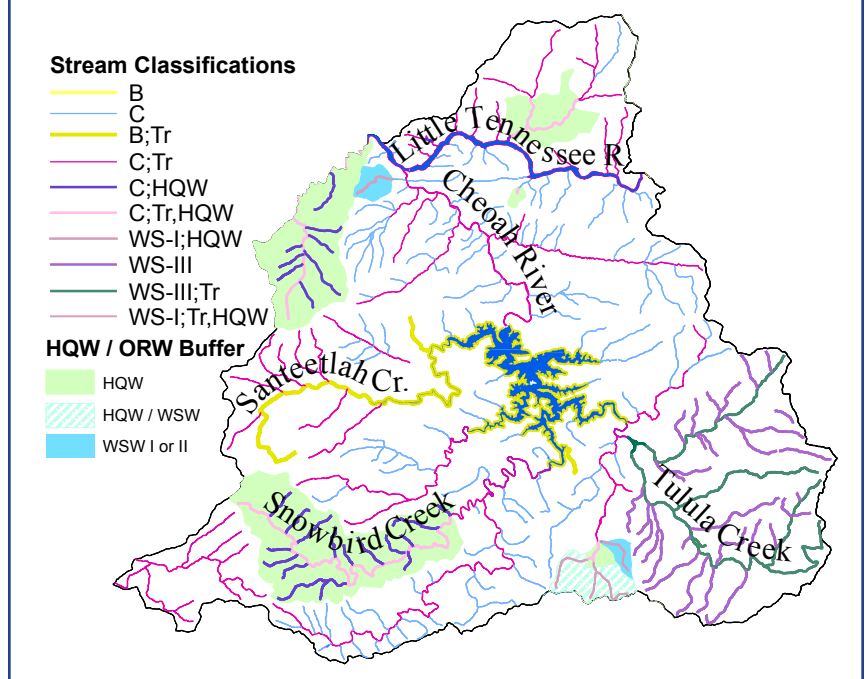 Stream Classifications
B
C
B;Tr
C;Tr
C;HQW
C;Tr,HQW
WS-I;HQW
WS-III
WS-III;Tr
WS-I;Tr,HQW
HQW / ORW Buffer
HQW
HQW / WSW
WSW I or II
Little Tennessee R.
Cheoah River
Santeetlah Cr.
Snowbird Creek
Tulula Creek